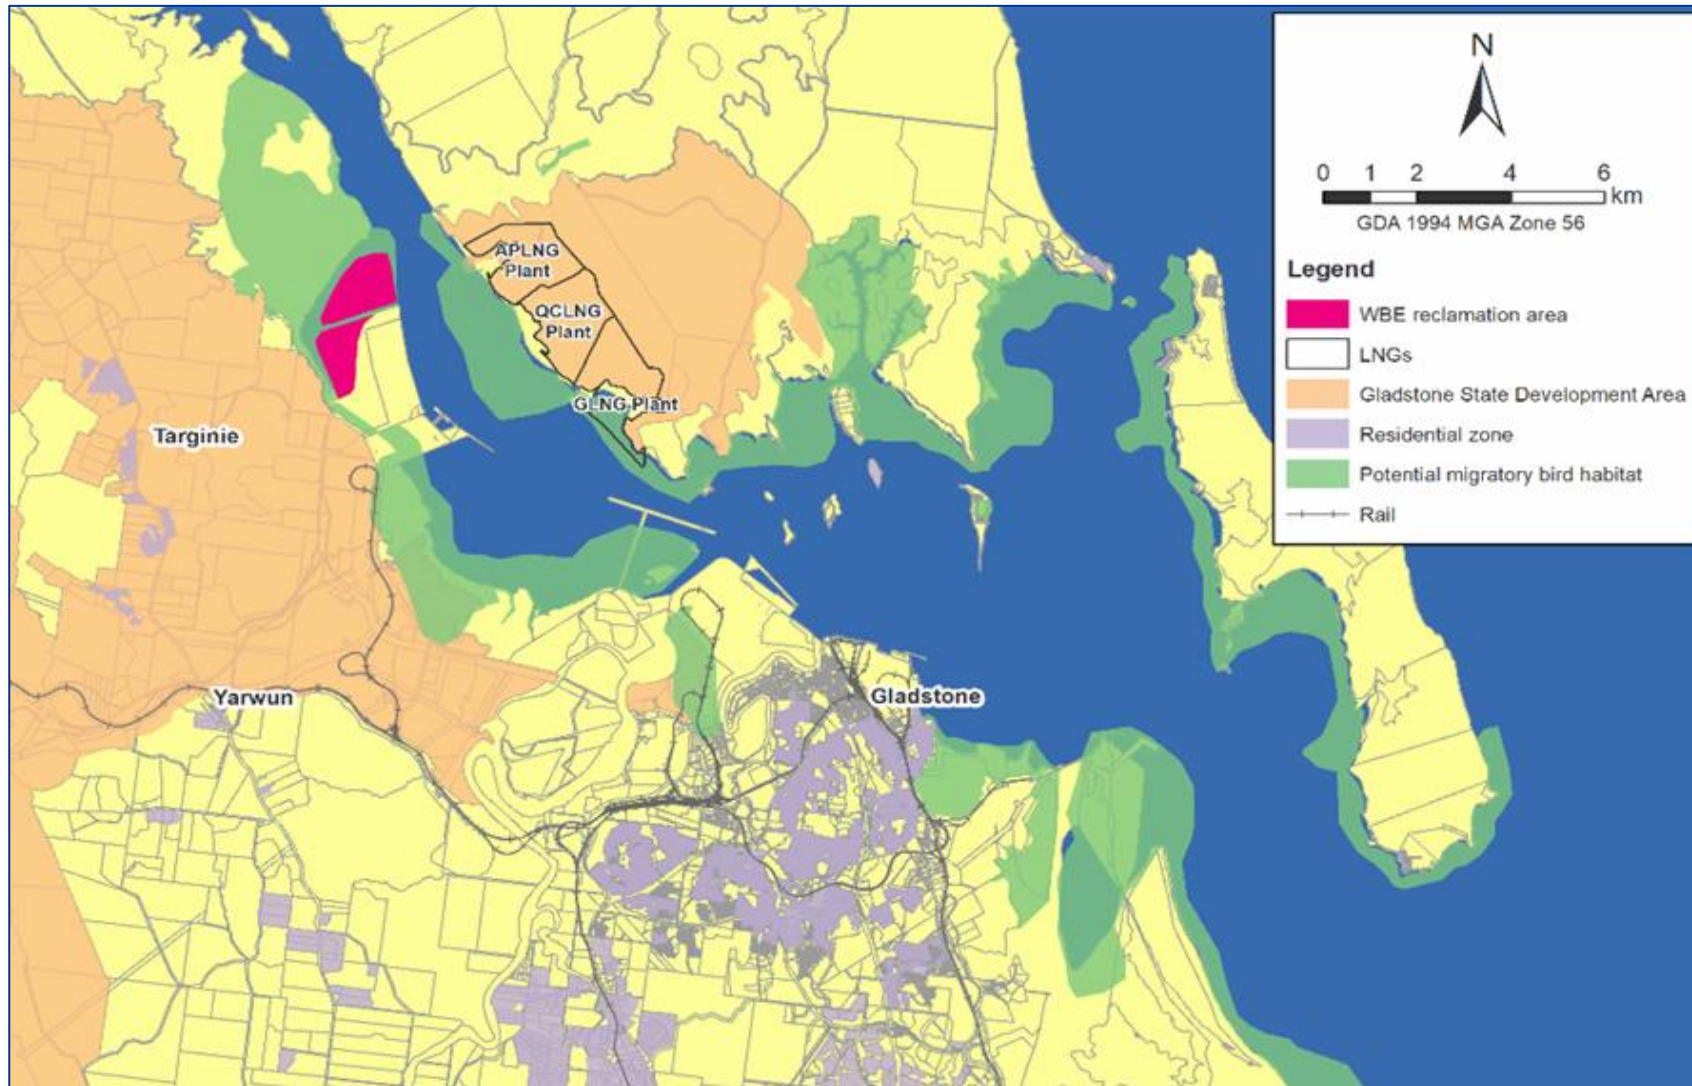 N
0 1 2 4 6
km
GDA 1994 MGA Zone 56
Legend
WBE reclamation area
LNGs
Gladstone State Development Area
Residential zone
Potential migratory bird habitat
Rail
APLNG
Plant
QCLNG
Plant
GLNG Plant
Targinie
Yarwun
Gladstone